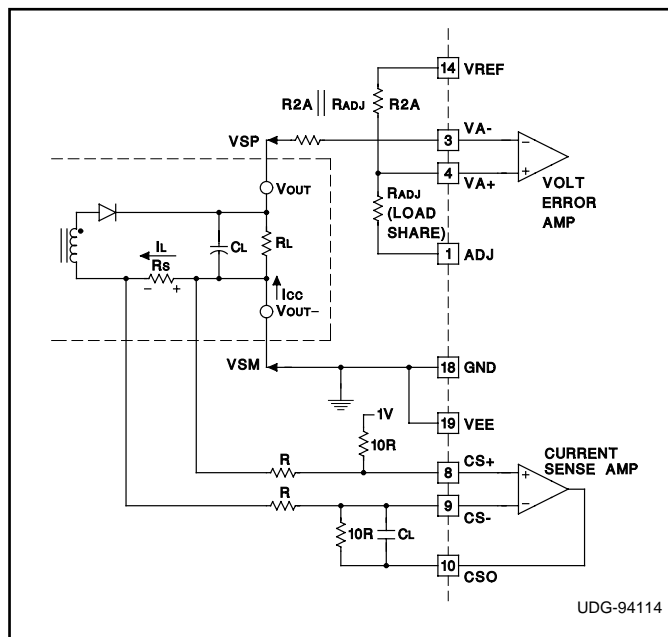 14 VREF
R2A || RADJ R2A
VSP
3 VA-
−
4 VA+
+
VOLT
ERROR
AMP
VOUT
RADJ
(LOAD
SHARE)
1 ADJ
IL
CL
RL
RS
− +
ICC
VOUT−
VSM
18 GND
1V
19 VEE
10R
CURRENT
SENSE AMP
R
8 CS+
+
R
9 CS-
−
10R
CL
10 CSO
UDG-94114